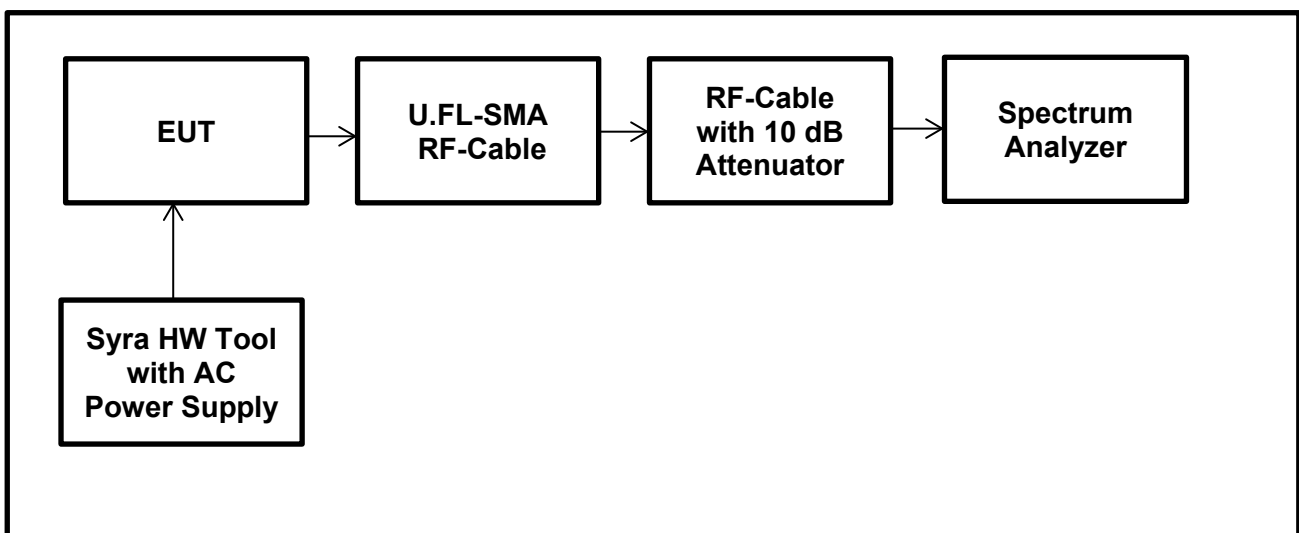 EUT
U.FL-SMA
RF-Cable
RF-Cable
with 10 dB
Attenuator
Spectrum
Analyzer
Syra HW Tool
with AC
Power Supply